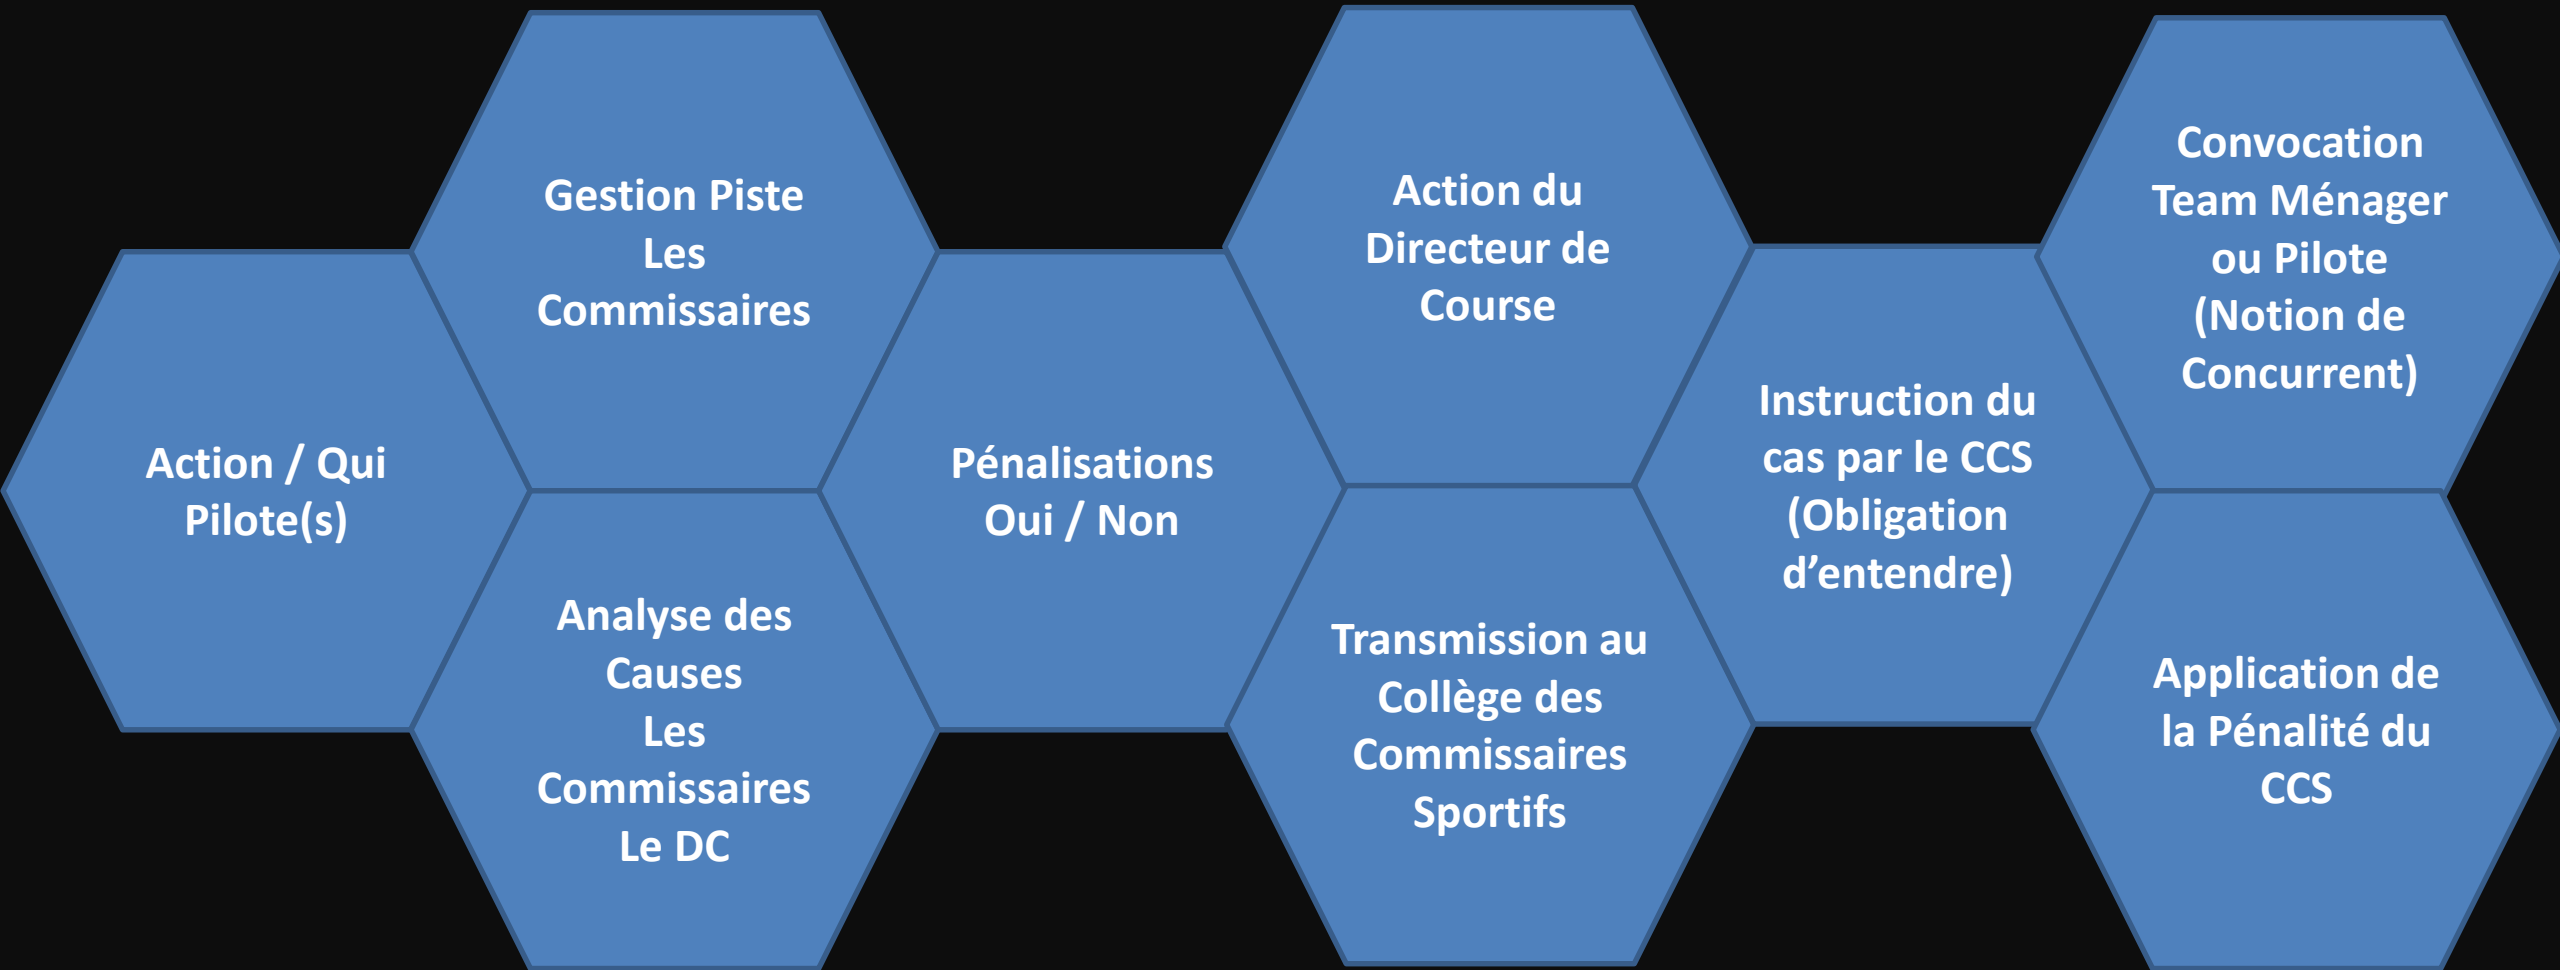 Action / Qui
Pilote(s)
Gestion Piste
Les
Commissaires
Analyse des
Causes
Les
Commissaires
Le DC
Pénalisations
Oui / Non
Action du
Directeur de
Course
Transmission au
Collège des
Commissaires
Sportifs
Instruction du
cas par le CCS
(Obligation
d’entendre)
Convocation
Team Ménager
ou Pilote
(Notion de
Concurrent)
Application de
la Pénalité du
CCS